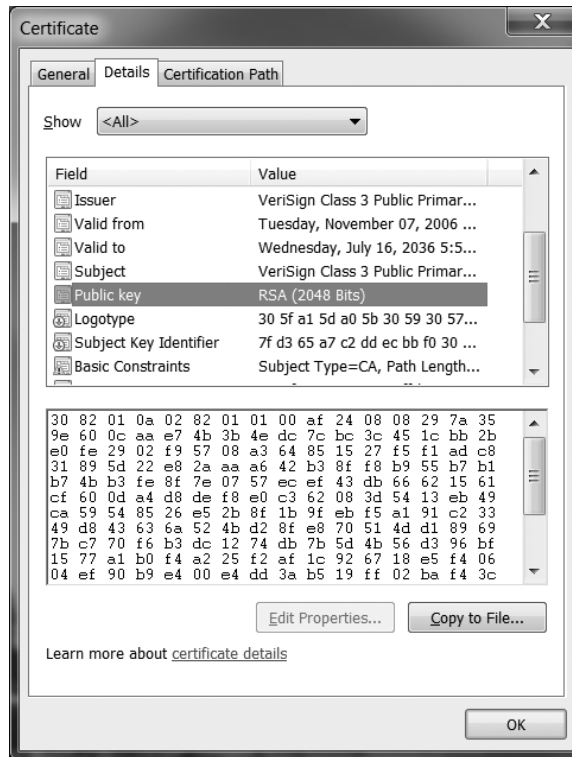 Certificate
General Details Certification Path
Show <All>
Field Value
Issuer VeriSign Class 3 Public Primar...
Valid from Tuesday, November 07, 2006 ...
Valid to Wednesday, July 16, 2036 5:5...
Subject VeriSign Class 3 Public Primar...
Public key RSA (2048 Bits)
Logotype 30 5f a1 5d a0 5b 30 59 30 57...
Subject Key Identifier 7f d3 65 a7 c2 dd ec bb f0 30 ...
Basic Constraints Subject Type=CA, Path Length...
30 82 01 0a 02 82 01 01 00 af 24 08 08 29 7a 35
9e 60 0c aa e7 4b 3b 4e dc 7c bc 3c 45 1c bb 2b
e0 fe 29 02 f9 57 08 a3 64 85 15 27 f5 f1 ad c8
31 89 5d 22 e8 2a aa a6 42 b3 8f f8 b9 55 b7 b1
b7 4b b3 fe 8f 7e 07 57 ec ef 43 db 66 62 15 61
cf 60 0d a4 d8 de f8 e0 c3 62 08 3d 54 13 eb 49
ca 59 54 85 26 e5 2b 8f 1b 9f eb f5 a1 91 c2 33
49 d8 43 63 6a 52 4b d2 8f e8 70 51 4d d1 89 69
7b c7 70 f6 b3 dc 12 74 db 7b 5d 4b 56 d3 96 bf
15 77 a1 b0 f4 a2 25 f2 af 1c 92 67 18 e5 f4 06
04 ef 90 b9 e4 00 e4 dd 3a b5 19 ff 02 ba f4 3c
Edit Properties... Copy to File...
Learn more about certificate details
OK